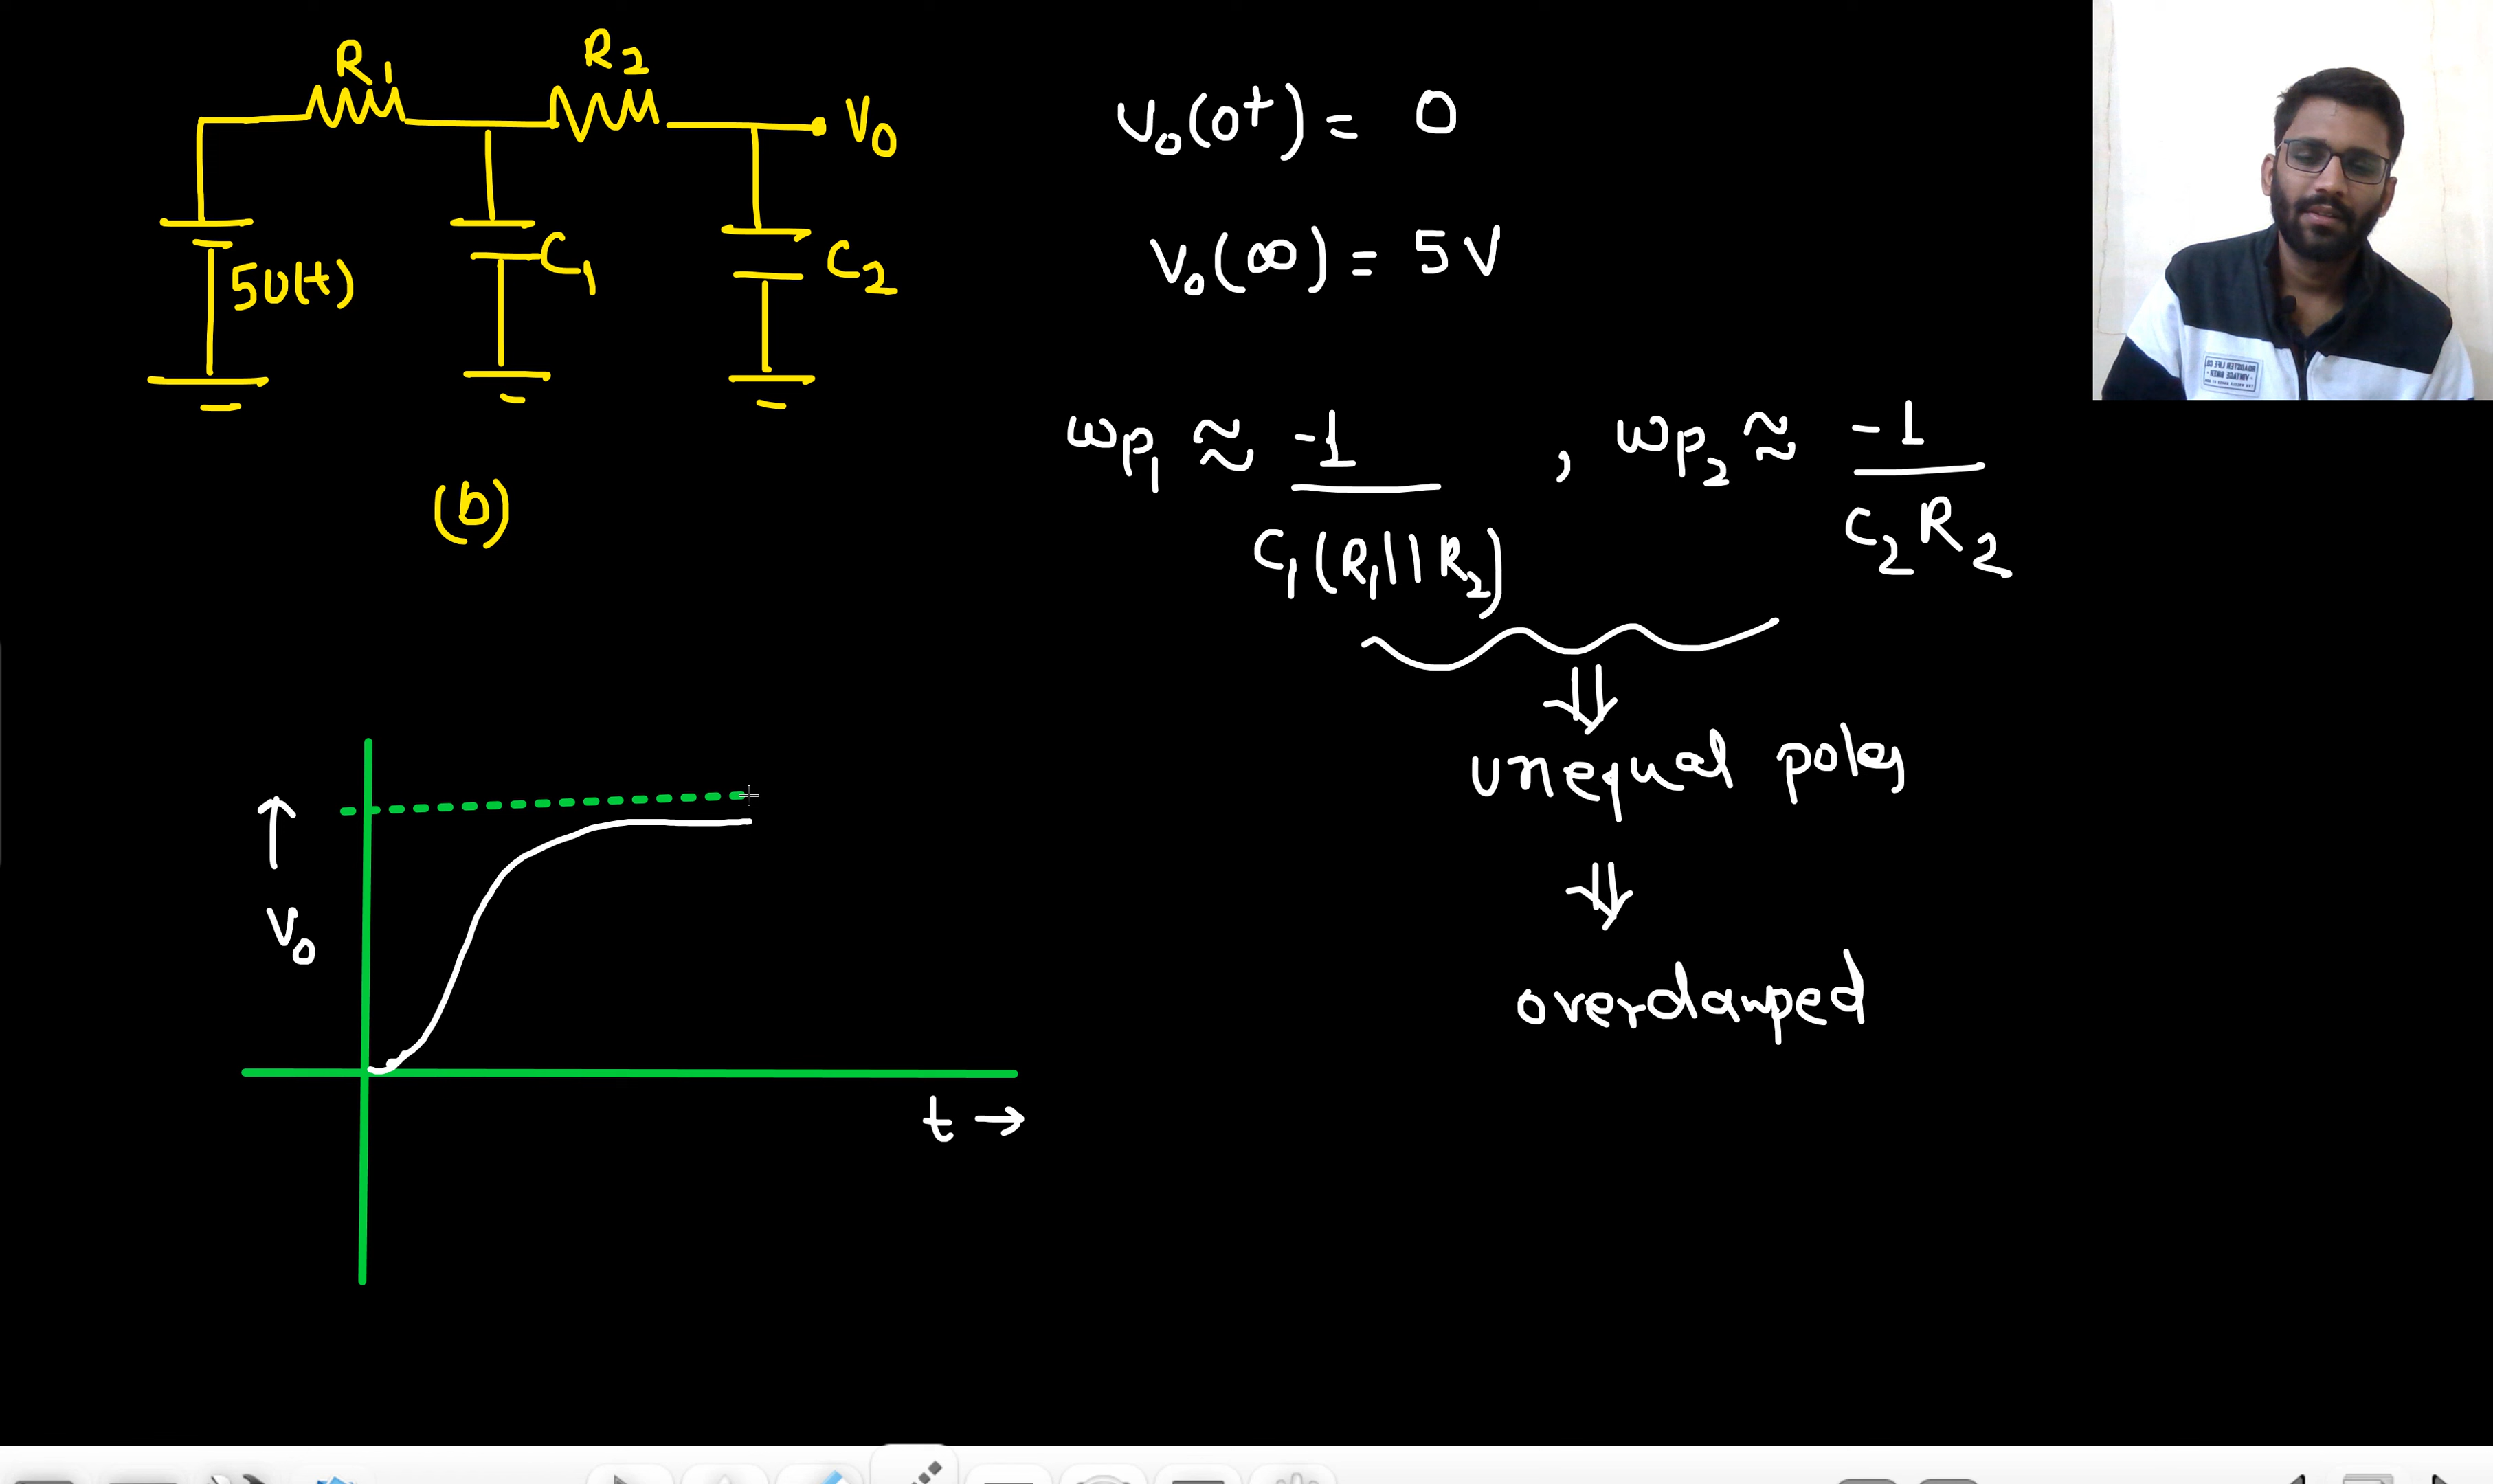 R1
R2
V0
5U(t)
C1
C2
(b)
V0(0+) = 0
V0(∞) = 5V
ωp1 ≈ -1 / C1(R1||R2) , ωp2 ≈ -1 / C2R2
unequal poles
⇓
overdamped
↑
V0
t →